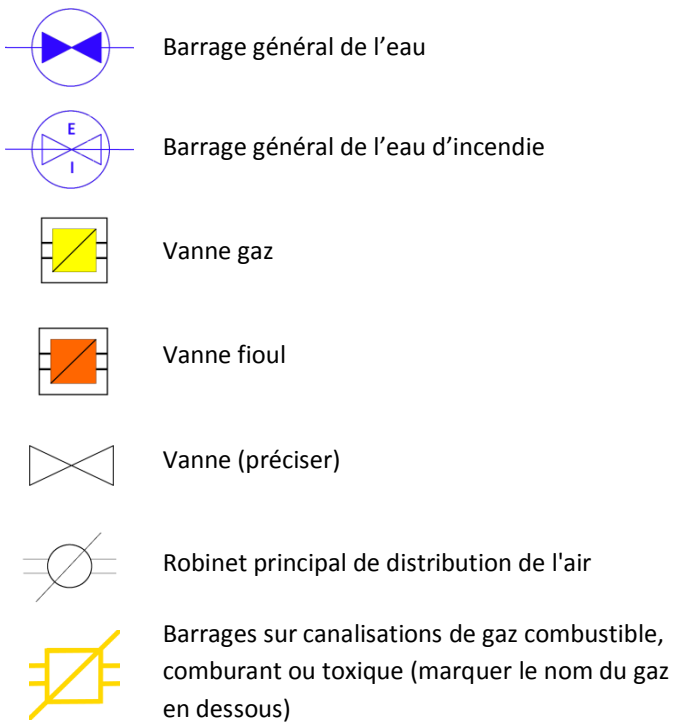 Barrage général de l’eau
E
I
Barrage général de l’eau d’incendie
Vanne gaz
Vanne fioul
Vanne (préciser)
Robinet principal de distribution de l'air
Barrages sur canalisations de gaz combustible,
comburant ou toxique (marquer le nom du gaz
en dessous)